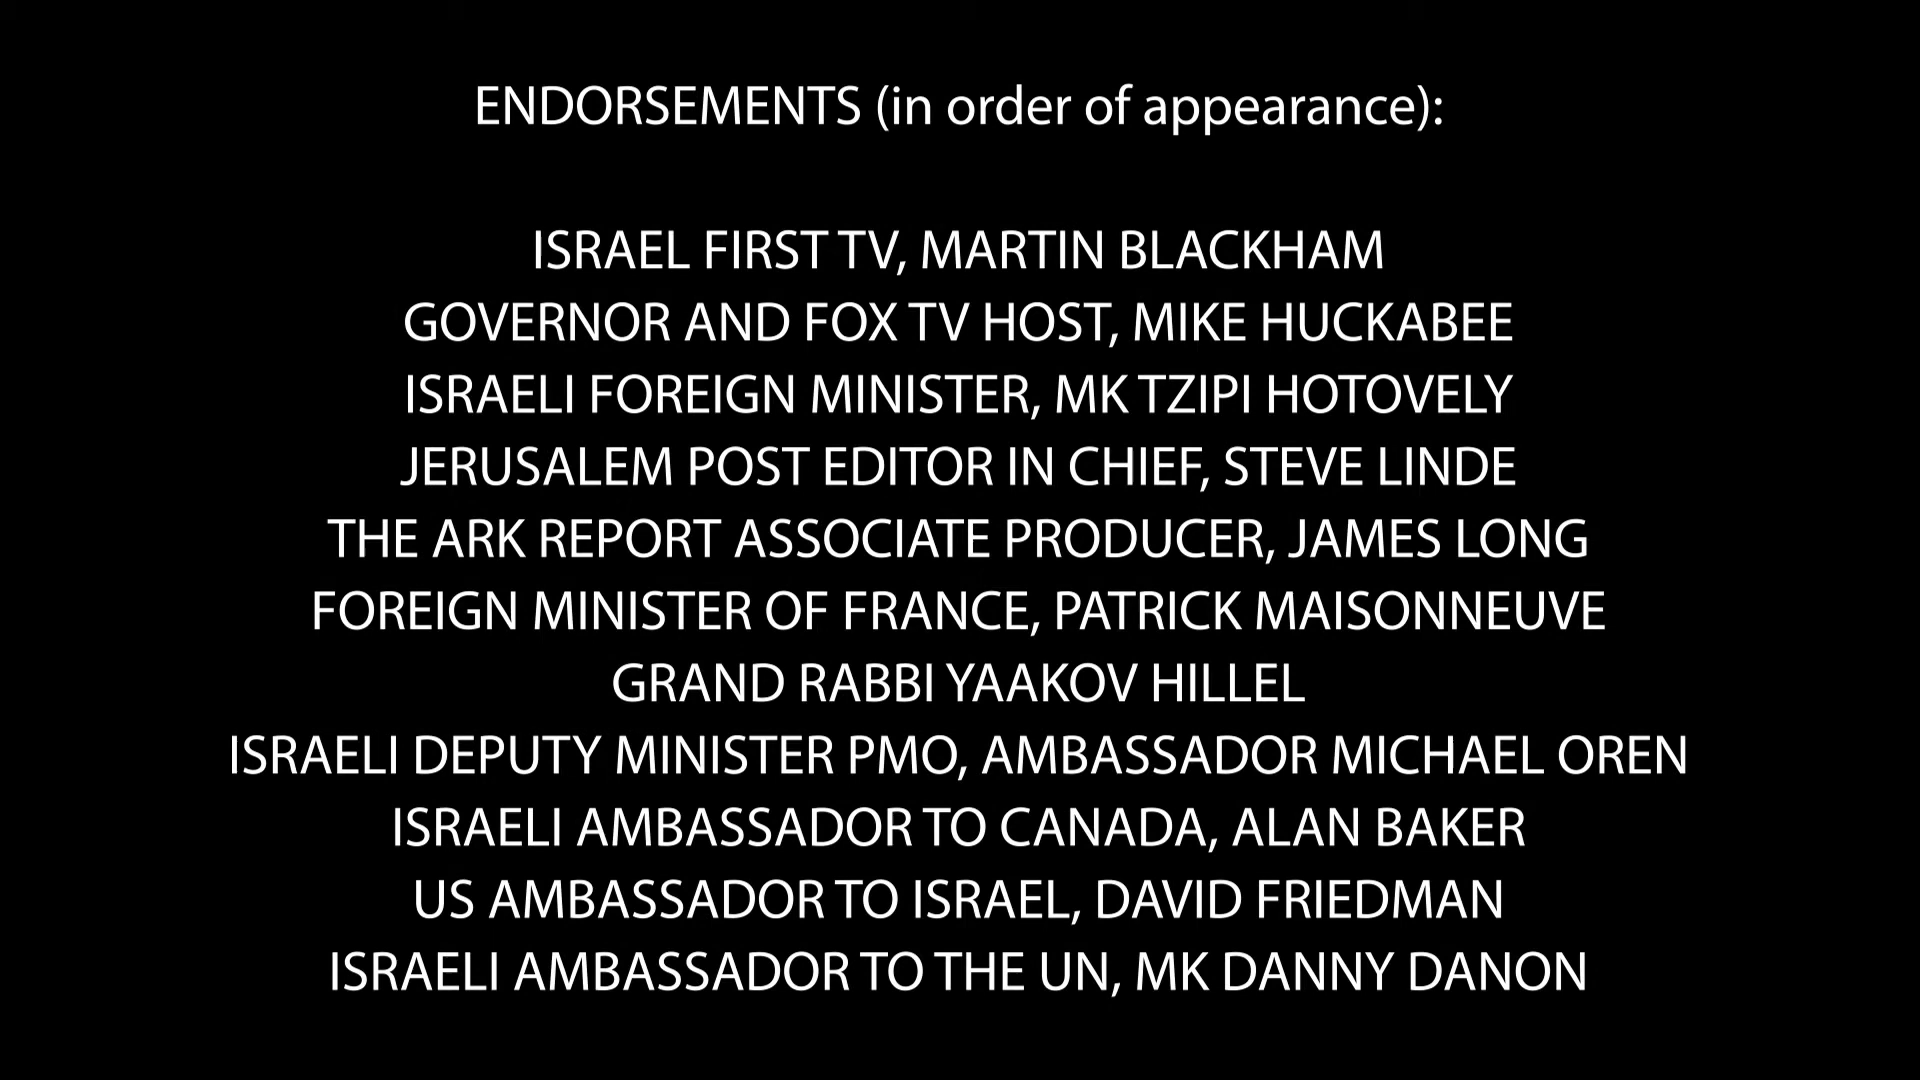 ENDORSEMENTS (in order of appearance):
ISRAEL FIRST TV, MARTIN BLACKHAM
GOVERNOR AND FOX TV HOST, MIKE HUCKABEE
ISRAELI FOREIGN MINISTER, MK TZIPI HOTOVELY
JERUSALEM POST EDITOR IN CHIEF, STEVE LINDE
THE ARK REPORT ASSOCIATE PRODUCER, JAMES LONG
FOREIGN MINISTER OF FRANCE, PATRICK MAISONNEUVE
GRAND RABBI YAAKOV HILLEL
ISRAELI DEPUTY MINISTER PMO, AMBASSADOR MICHAEL OREN
ISRAELI AMBASSADOR TO CANADA, ALAN BAKER
US AMBASSADOR TO ISRAEL, DAVID FRIEDMAN
ISRAELI AMBASSADOR TO THE UN, MK DANNY DANON